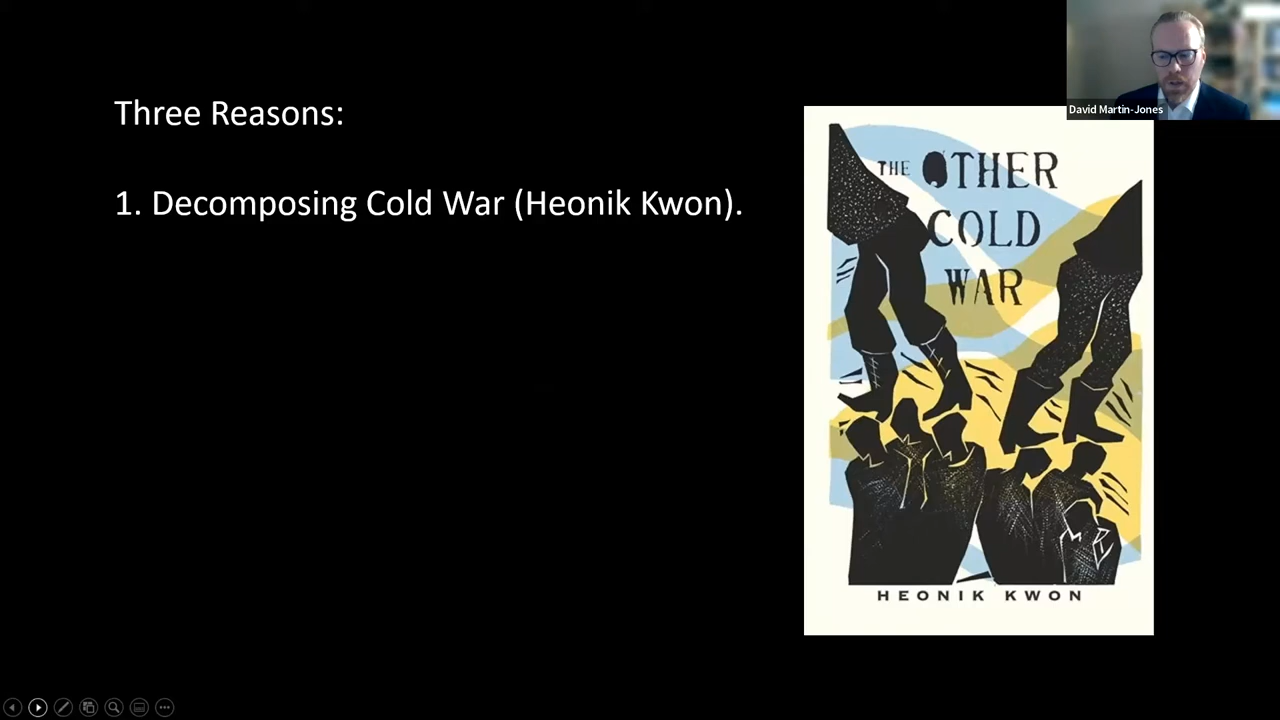 David Martin-Jones
Three Reasons:
1. Decomposing Cold War (Heonik Kwon).
THE OTHER
COLD
WAR
HEONIK KWON